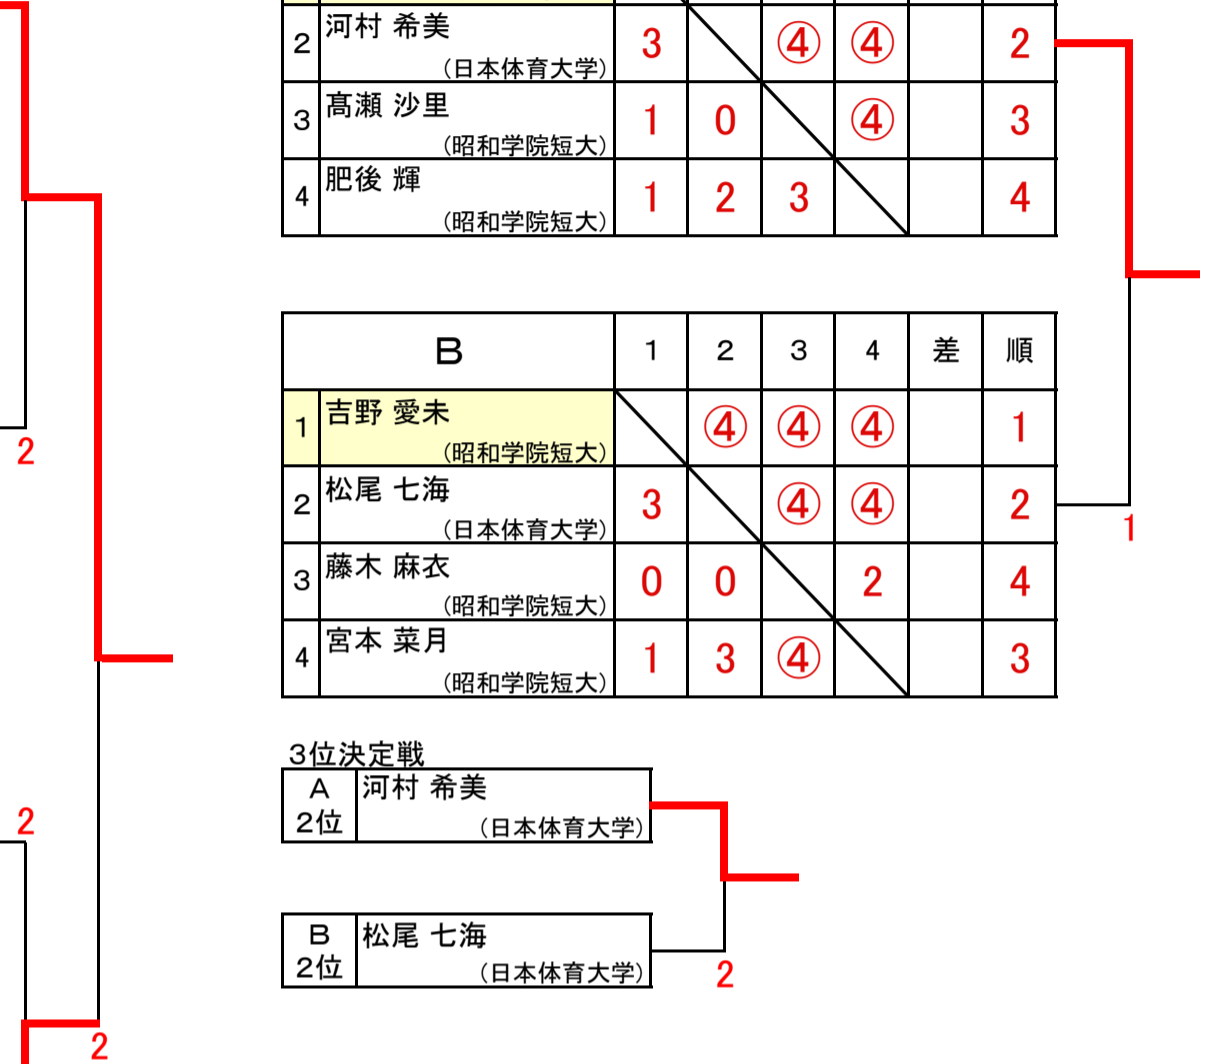 2 河村 希美 3 ④ ④ 2
(日本体育大学)
3 髙瀬 沙里 1 0 ④ 3
(昭和学院短大)
4 肥後 輝 1 2 3 4
(昭和学院短大)
B 1 2 3 4 差 順
1 吉野 愛未 ④ ④ ④ 1
(昭和学院短大)
2
2 松尾 七海 3 ④ ④ 2
(日本体育大学)
1
3 藤木 麻衣 0 0 2 4
(昭和学院短大)
4 宮本 菜月 1 3 ④ 3
(昭和学院短大)
3位決定戦
A 河村 希美
2位 (日本体育大学)
2
B 松尾 七海
2位 (日本体育大学)
2
2